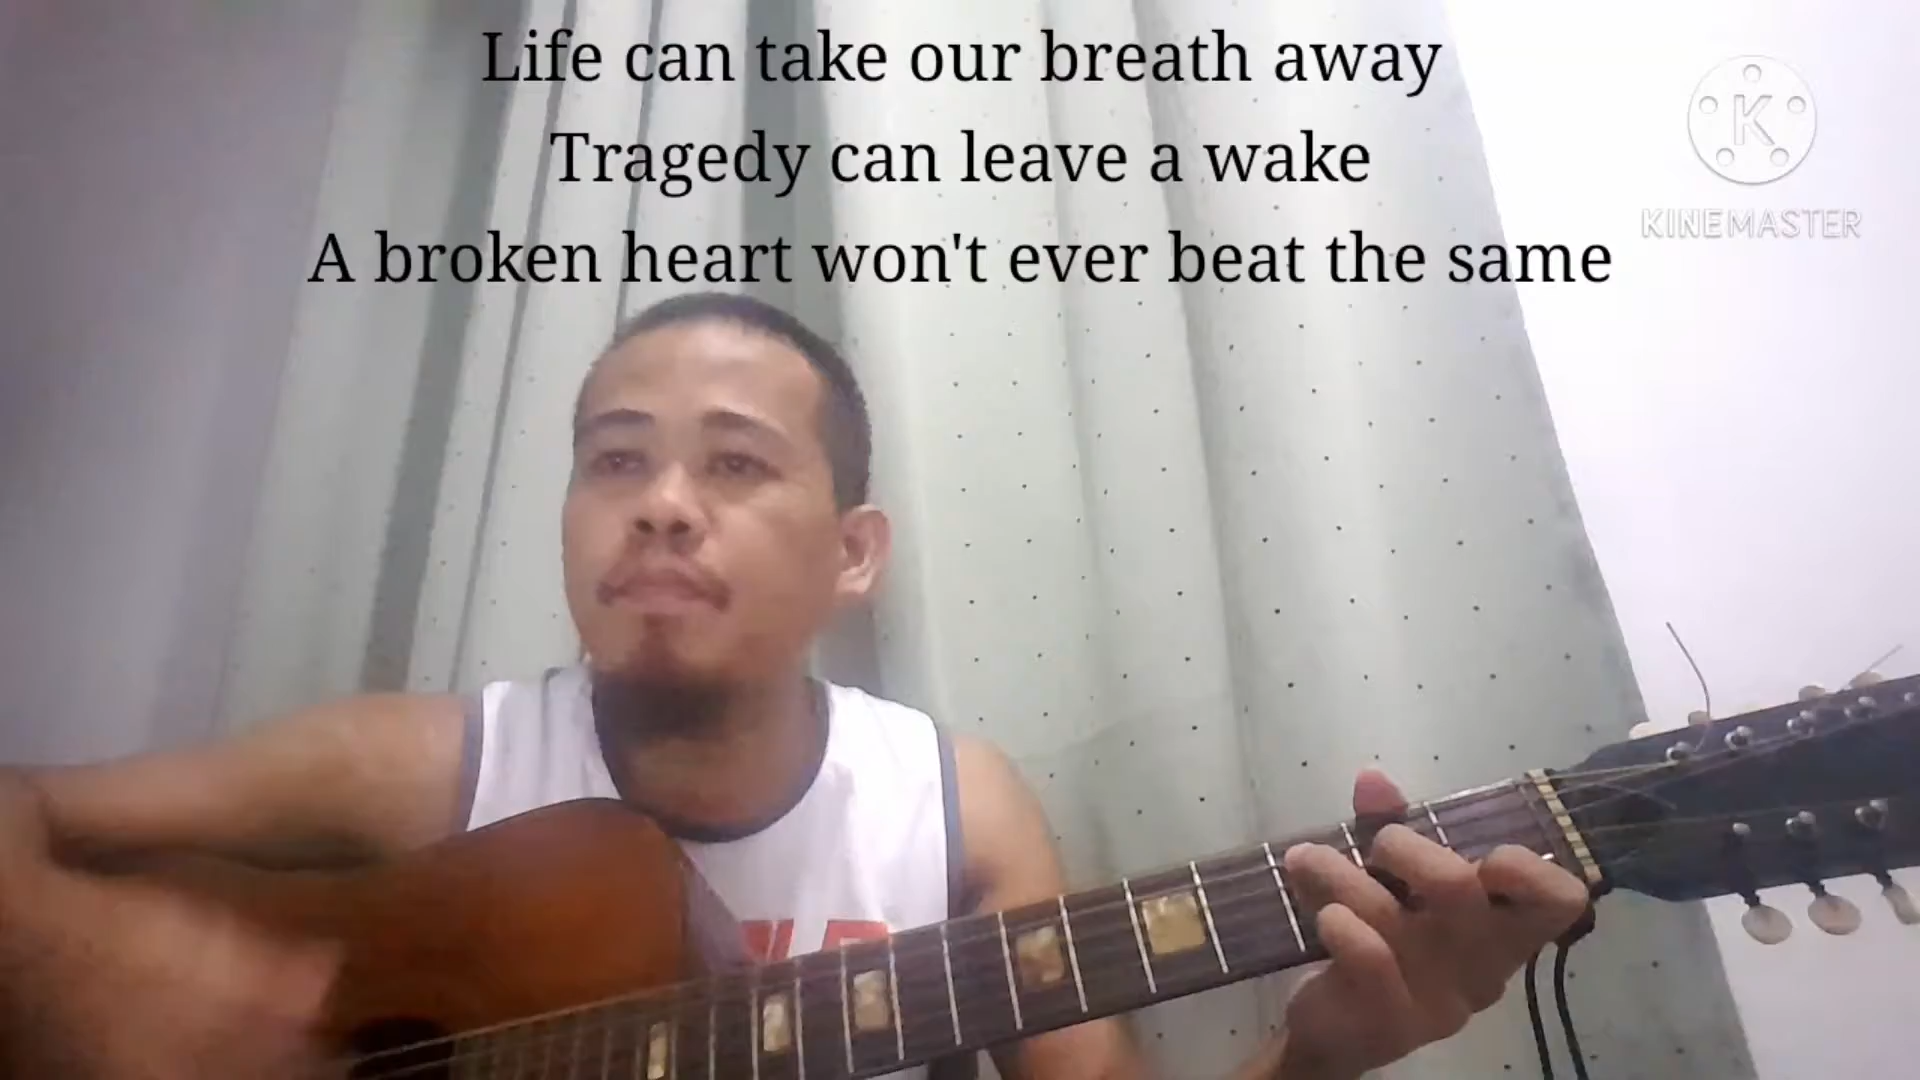 Life can take our breath away
Tragedy can leave a wake
A broken heart won't ever beat the same
K
KINEMASTER